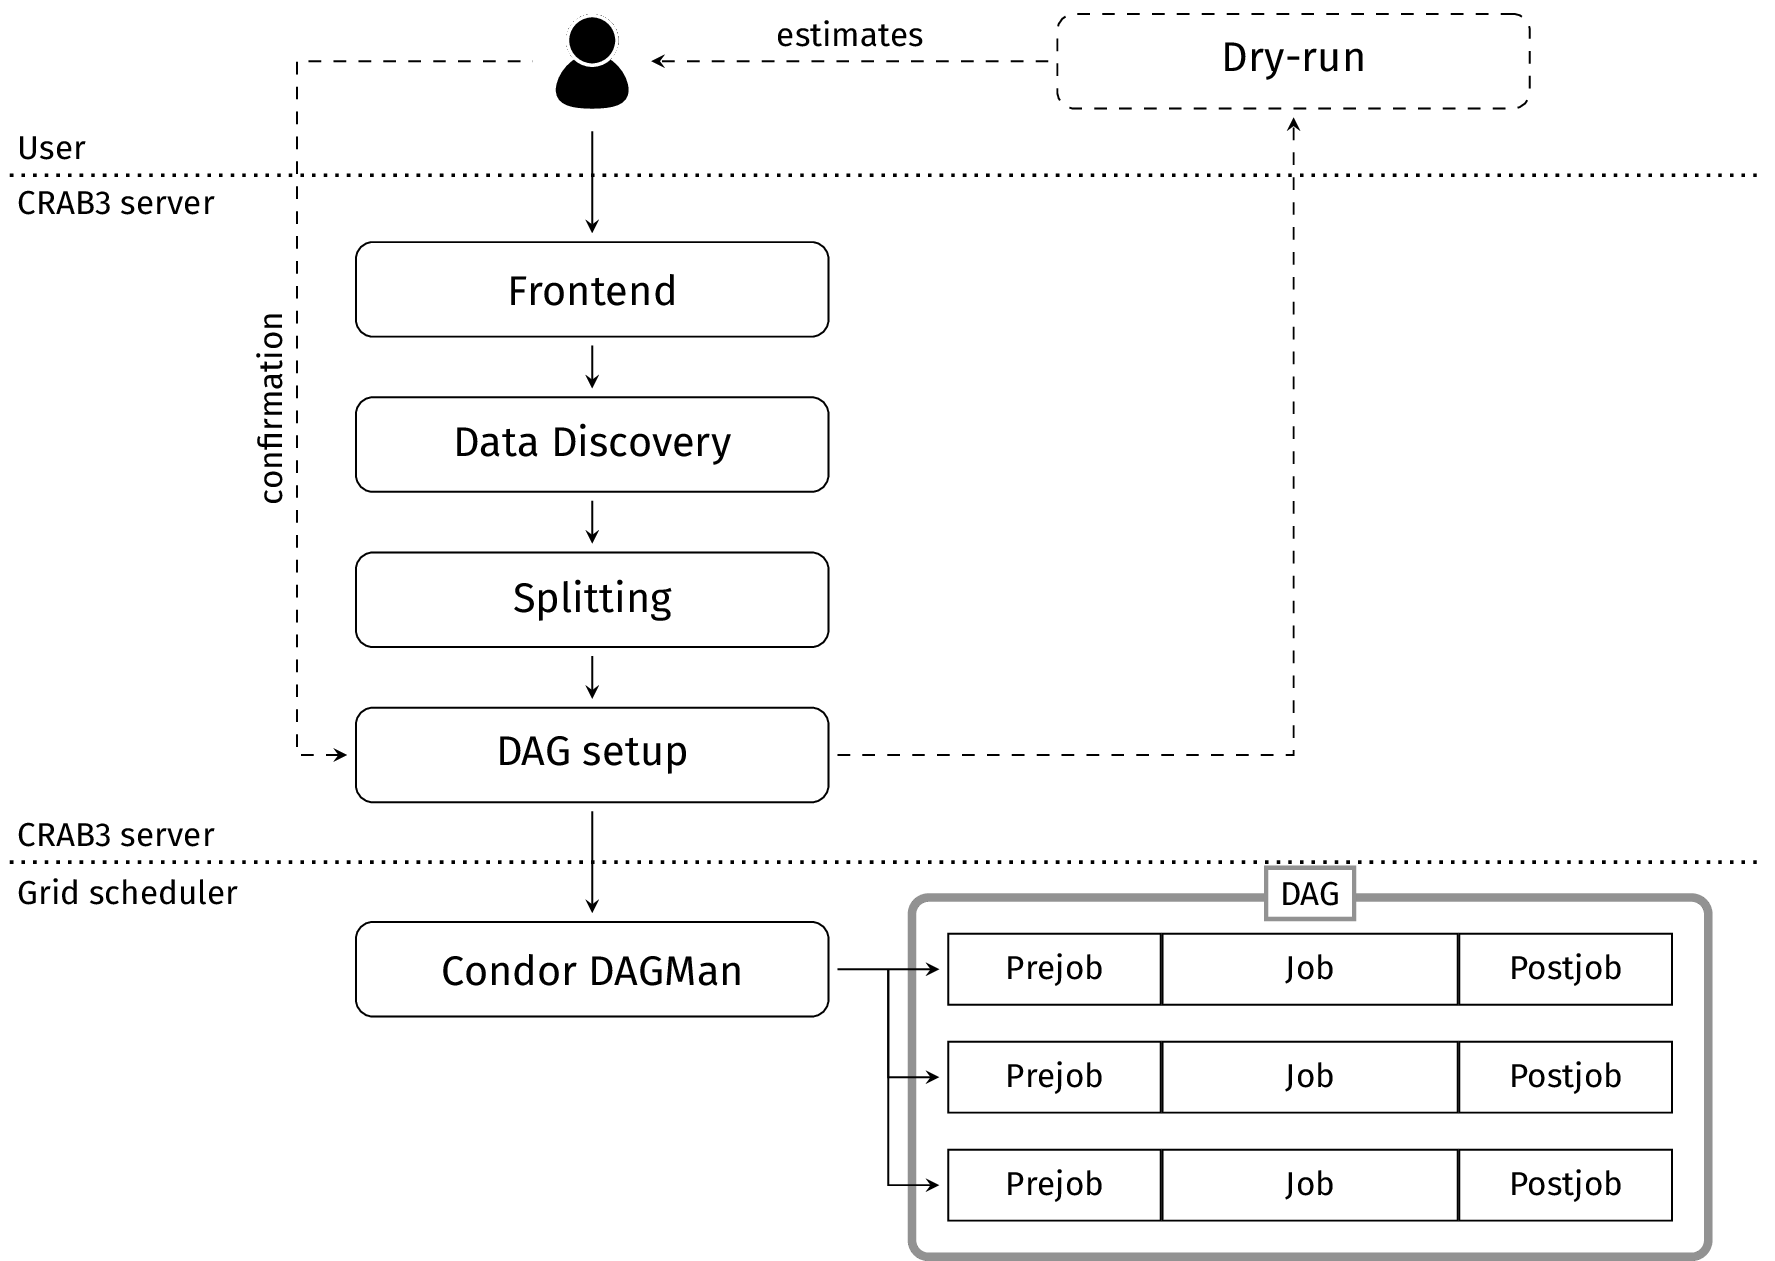 estimates
Dry-run
User
CRAB3 server
Frontend
confirmation
Data Discovery
Splitting
DAG setup
CRAB3 server
Grid scheduler
DAG
Condor DAGMan
Prejob Job Postjob
Prejob Job Postjob
Prejob Job Postjob